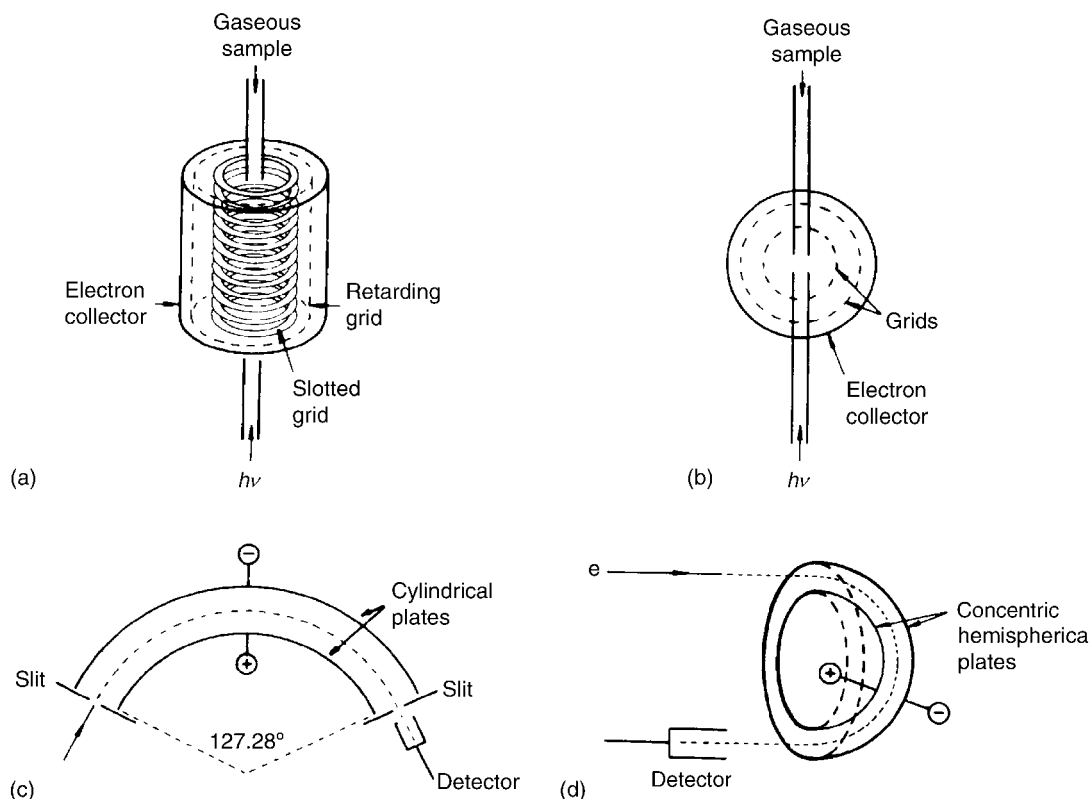 Gaseous
sample
Electron
collector
Retarding
grid
Slotted
grid
hν
(a)
Gaseous
sample
Grids
Electron
collector
hν
(b)
−
Cylindrical
plates
+
Slit
Slit
127.28°
Detector
(c)
e
Concentric
hemispherica
plates
+
−
Detector
(d)